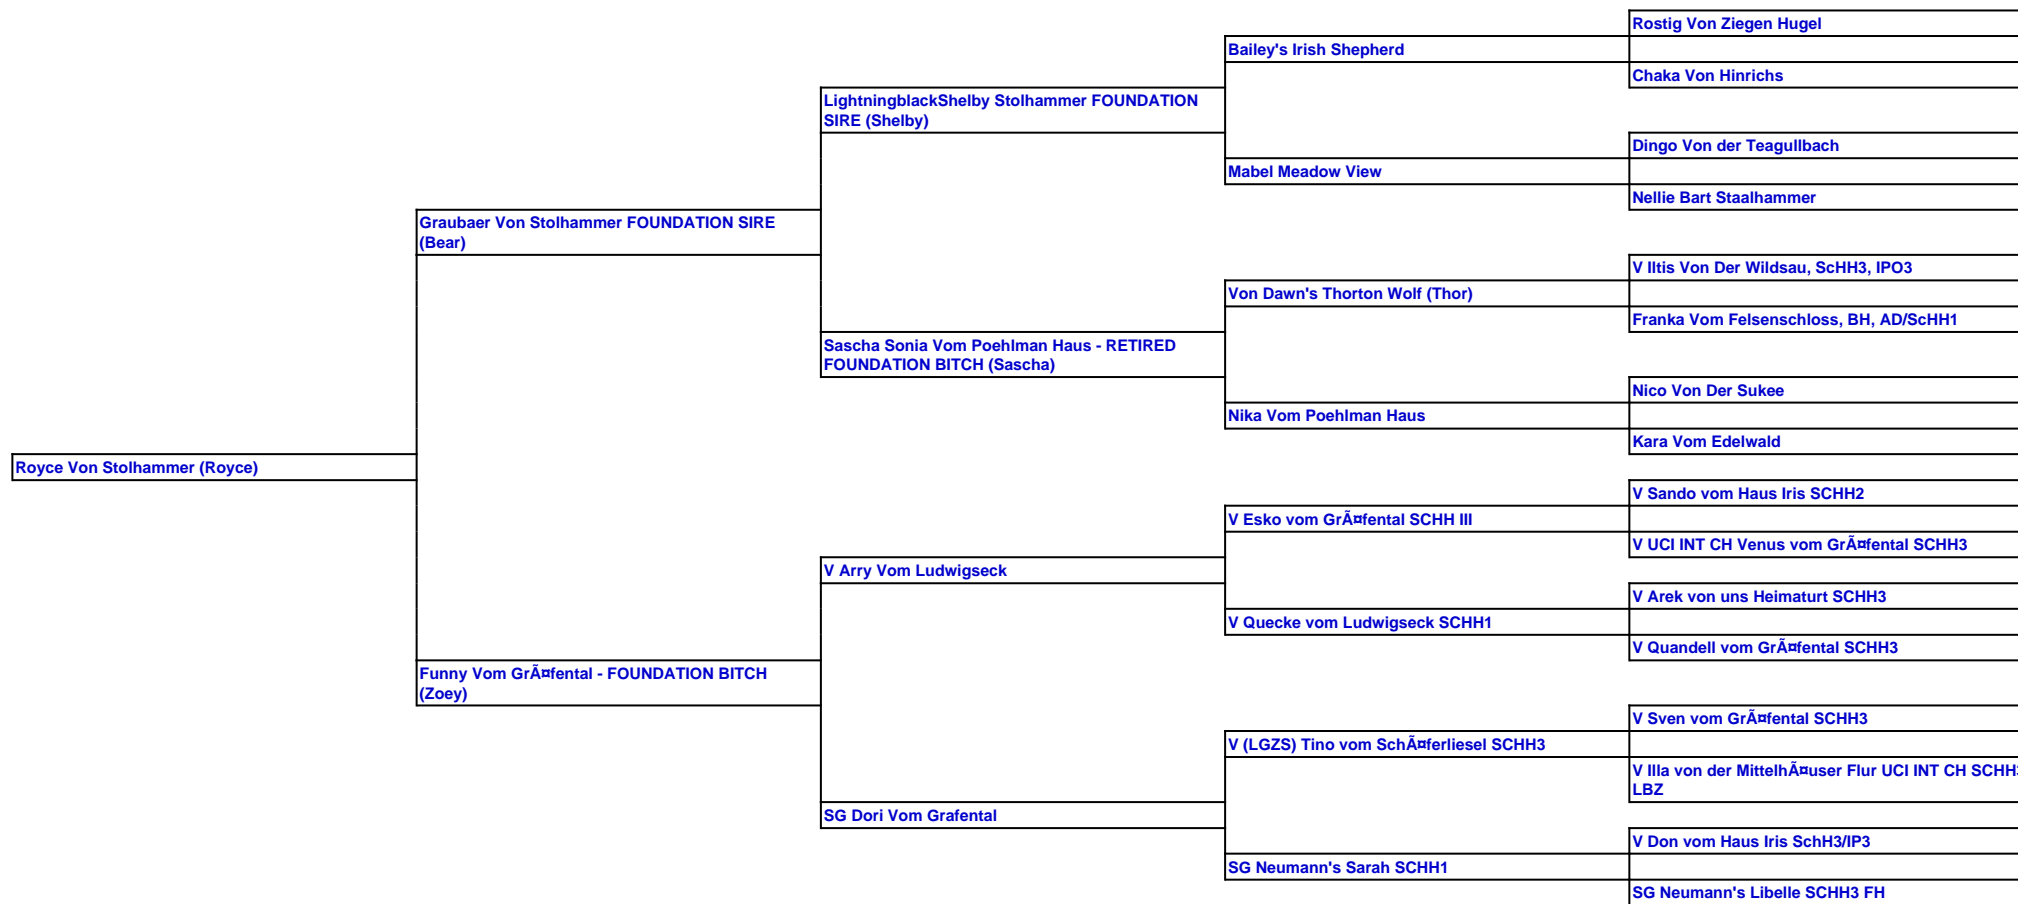 Rostig Von Ziegen Hugel
Bailey's Irish Shepherd
Chaka Von Hinrichs
LightningblackShelby Stolhammer FOUNDATION
SIRE (Shelby)
Dingo Von der Teagullbach
Mabel Meadow View
Nellie Bart Staalhammer
Graubaer Von Stolhammer FOUNDATION SIRE
(Bear)
V Iltis Von Der Wildsau, ScHH3, IPO3
Von Dawn's Thorton Wolf (Thor)
Franka Vom Felsenschloss, BH, AD/ScHH1
Sascha Sonia Vom Poehlman Haus - RETIRED
FOUNDATION BITCH (Sascha)
Nico Von Der Sukee
Nika Vom Poehlman Haus
Kara Vom Edelwald
Royce Von Stolhammer (Royce)
V Sando vom Haus Iris SCHH2
V Esko vom GrÃ¤fental SCHH III
V UCI INT CH Venus vom GrÃ¤fental SCHH3
V Arry Vom Ludwigseck
V Arek von uns Heimaturt SCHH3
V Quecke vom Ludwigseck SCHH1
V Quandell vom GrÃ¤fental SCHH3
Funny Vom GrÃ¤fental - FOUNDATION BITCH
(Zoey)
V Sven vom GrÃ¤fental SCHH3
V (LGZS) Tino vom SchÃ¤ferliesel SCHH3
V Illa von der MittelhÃ¤user Flur UCI INT CH SCHH3
LBZ
SG Dori Vom Grafental
V Don vom Haus Iris SchH3/IP3
SG Neumann's Sarah SCHH1
SG Neumann's Libelle SCHH3 FH